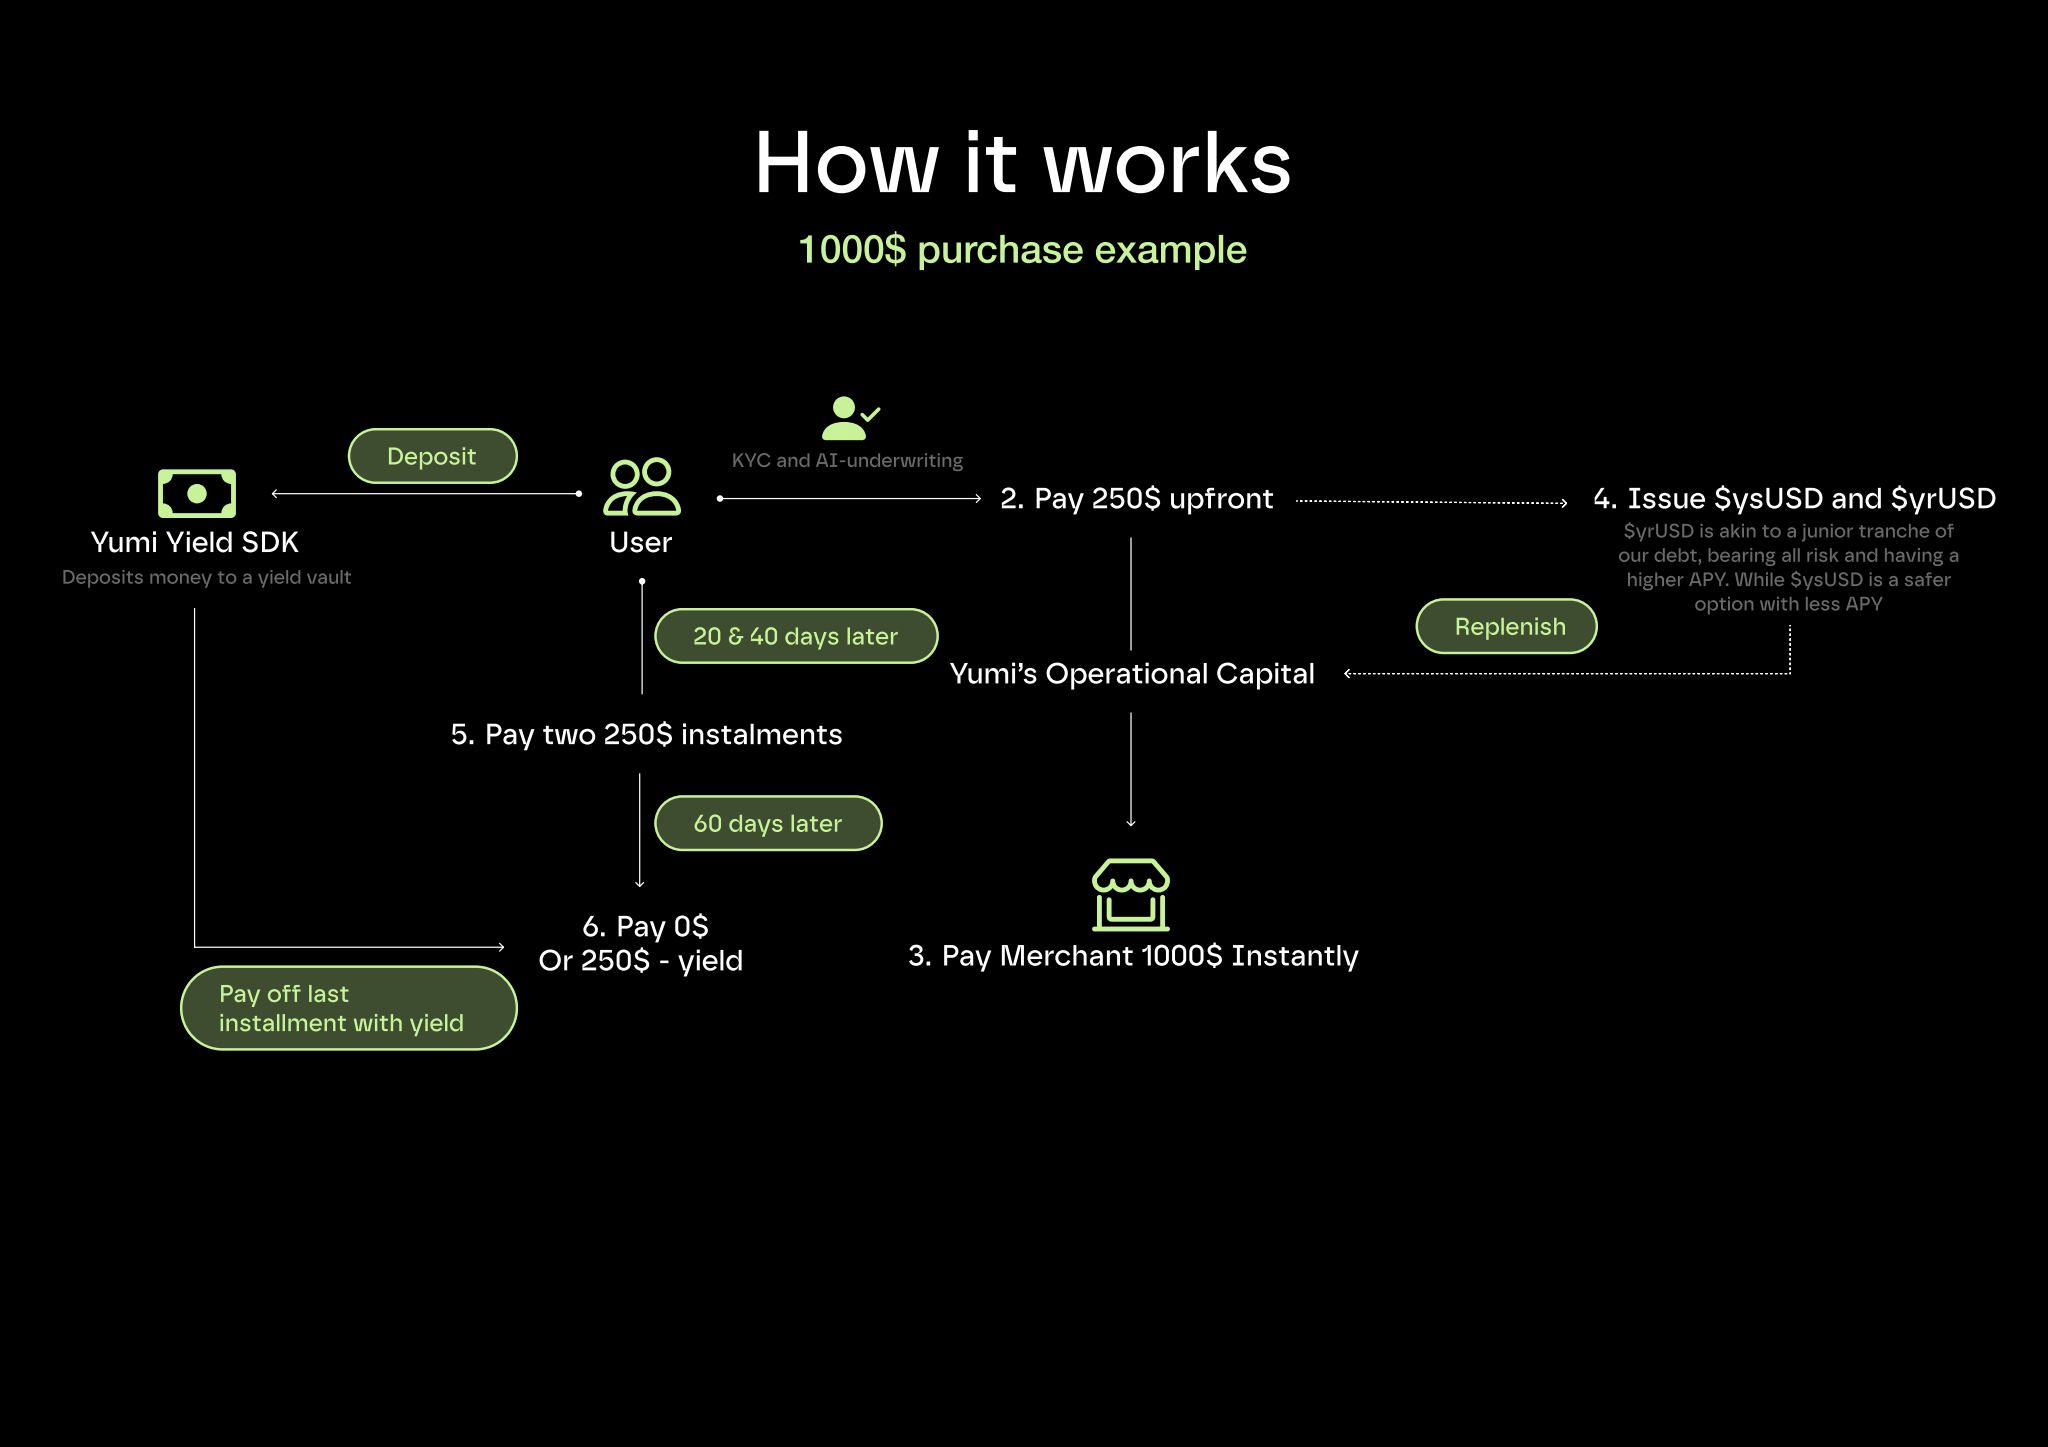 How it works
1000$ purchase example
Deposit
KYC and AI-underwriting
Yumi Yield SDK
Deposits money to a yield vault
User
2. Pay 250$ upfront
4. Issue $ysUSD and $yrUSD
$yrUSD is akin to a junior tranche of
our debt, bearing all risk and having a
higher APY. While $ysUSD is a safer
option with less APY
20 & 40 days later
Replenish
Yumi’s Operational Capital
5. Pay two 250$ instalments
60 days later
6. Pay 0$
Or 250$ - yield
3. Pay Merchant 1000$ Instantly
Pay off last
installment with yield